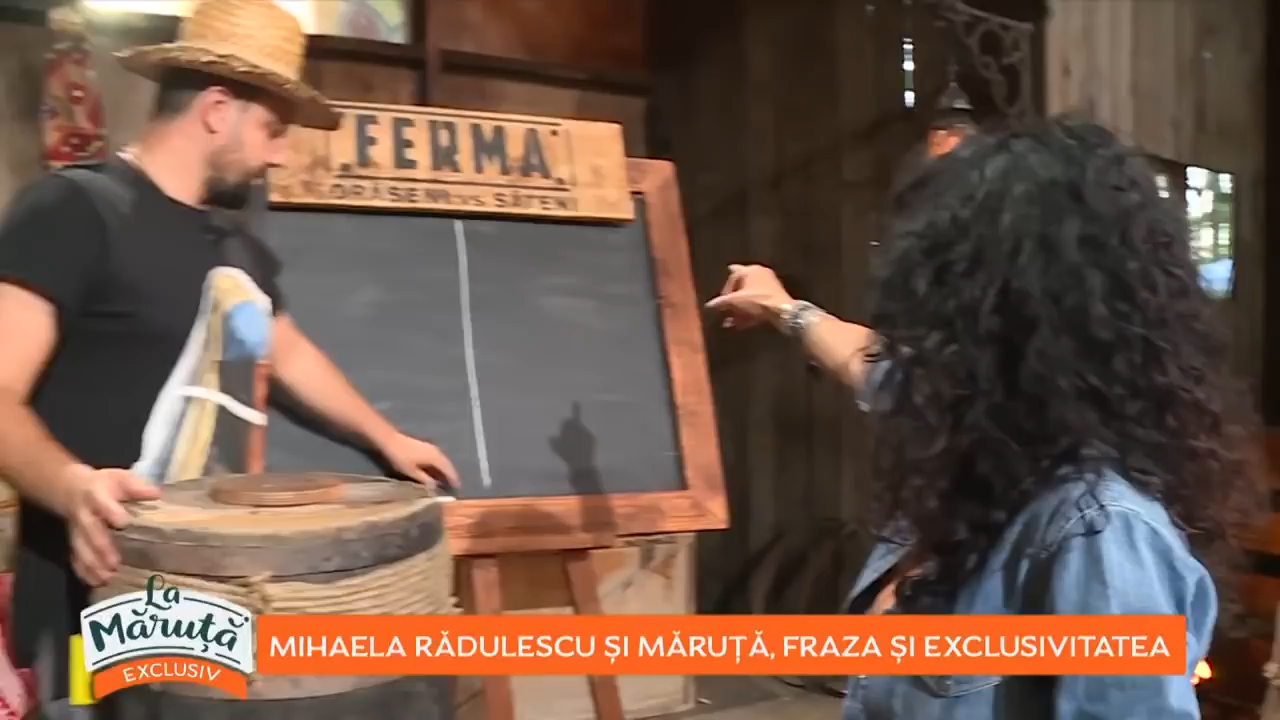 FERMA
ORĂȘENI VS SĂTENI
La
Măruță
EXCLUSIV
MIHAELA RĂDULESCU ȘI MĂRUȚĂ, FRAZA ȘI EXCLUSIVITATEA